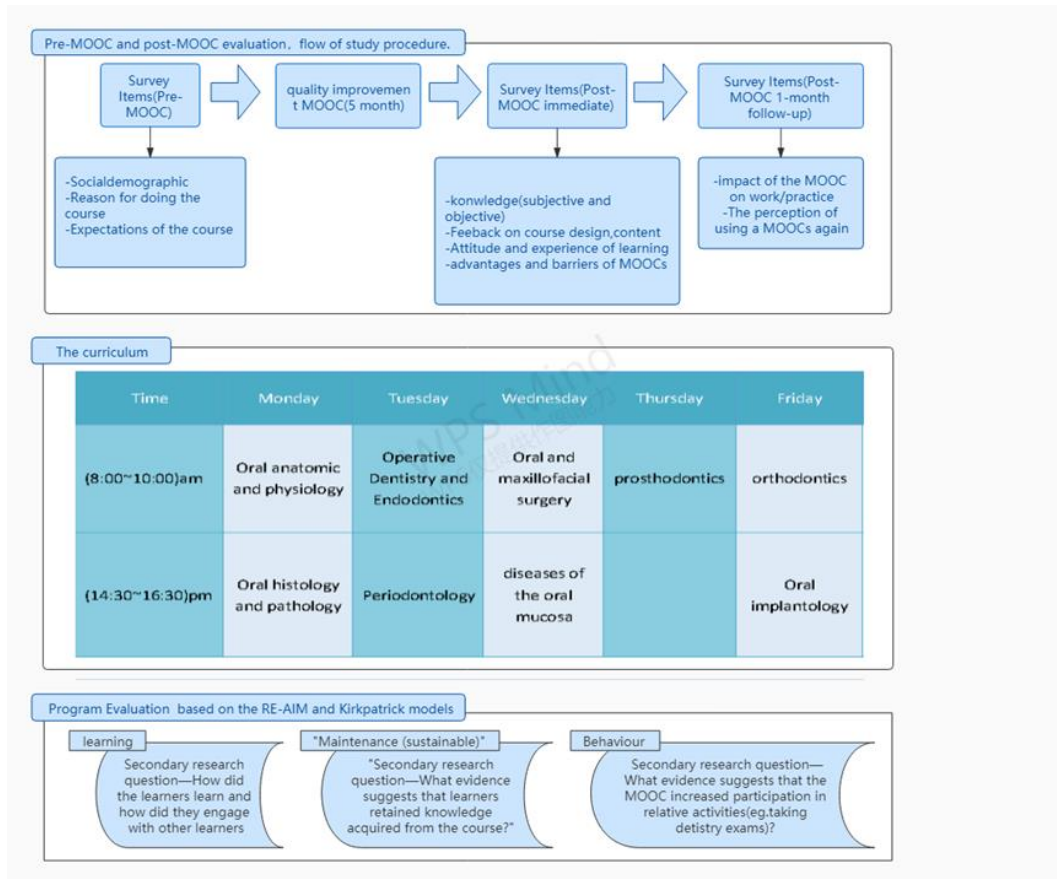 Pre-MOOC and post-MOOC evaluation, flow of study procedure.
Survey
Items(Pre-
MOOC)
quality improvemen
t MOOC(5 month)
Survey Items(Post-
MOOC immediate)
Survey Items(Post-
MOOC 1-month
follow-up)
-Socialdemographic
-Reason for doing the
course
-Expectations of the course
-konwledge(subjective and
objective)
-Feeback on course design,content
-Attitude and experience of learning
-advantages and barriers of MOOCs
-impact of the MOOC
on work/practice
-The perception of
using a MOOCs again
The curriculum
Time
Monday
Tuesday
Wednesday
Thursday
Friday
(8:00~10:00)am
Oral anatomic
and physiology
Operative
Dentistry and
Endodontics
Oral and
maxillofacial
surgery
prosthodontics
orthodontics
(14:30~16:30)pm
Oral histology
and pathology
Periodontology
diseases of
the oral
mucosa
Oral
implantology
WPS Mind
Program Evaluation based on the RE-AIM and Kirkpatrick models
learning
Secondary research
question—How did
the learners learn and
how did they engage
with other learners
"Maintenance (sustainable)"
"Secondary research
question—What evidence
suggests that learners
retained knowledge
acquired from the course?"
Behaviour
Secondary research question—
What evidence suggests that the
MOOC increased participation in
relative activities(eg.taking
detistry exams)?